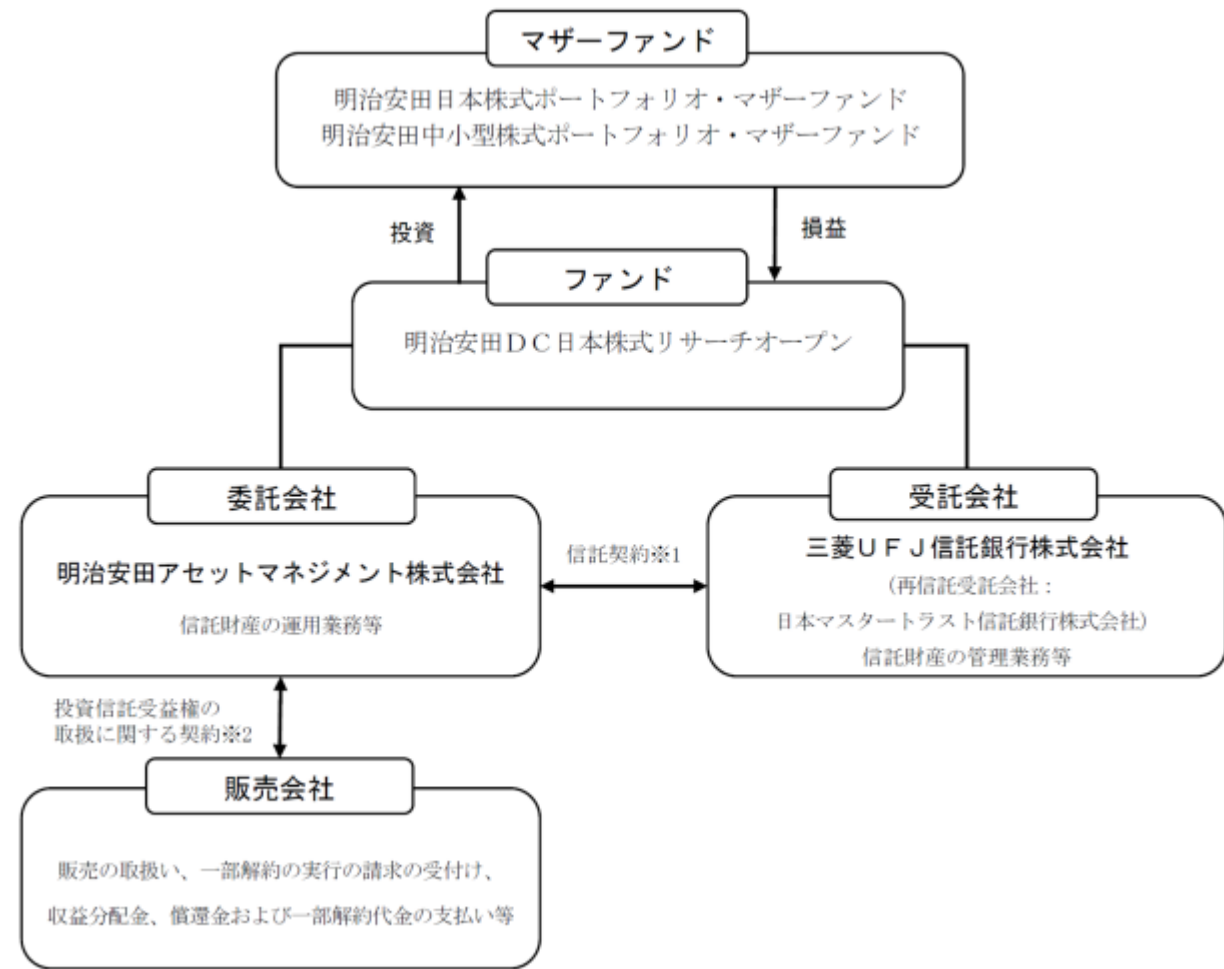 マザーファンド
明治安田日本株式ポートフォリオ・マザーファンド
明治安田中小型株式ポートフォリオ・マザーファンド
投資
損益
ファンド
明治安田ＤＣ日本株式リサーチオープン
委託会社
明治安田アセットマネジメント株式会社
信託財産の運用業務等
信託契約※1
受託会社
三菱ＵＦＪ信託銀行株式会社
（再信託受託会社：
日本マスタートラスト信託銀行株式会社）
信託財産の管理業務等
投資信託受益権の
取扱に関する契約※2
販売会社
販売の取扱い、一部解約の実行の請求の受付け、
収益分配金、償還金および一部解約代金の支払い等